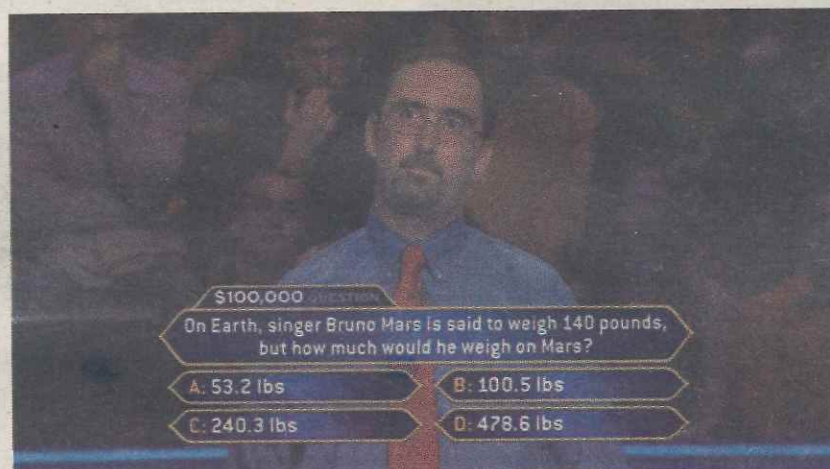 $100,000 QUESTION
On Earth, singer Bruno Mars is said to weigh 140 pounds,
but how much would he weigh on Mars?
A: 53.2 lbs
B: 100.5 lbs
C: 240.3 lbs
D: 478.6 lbs